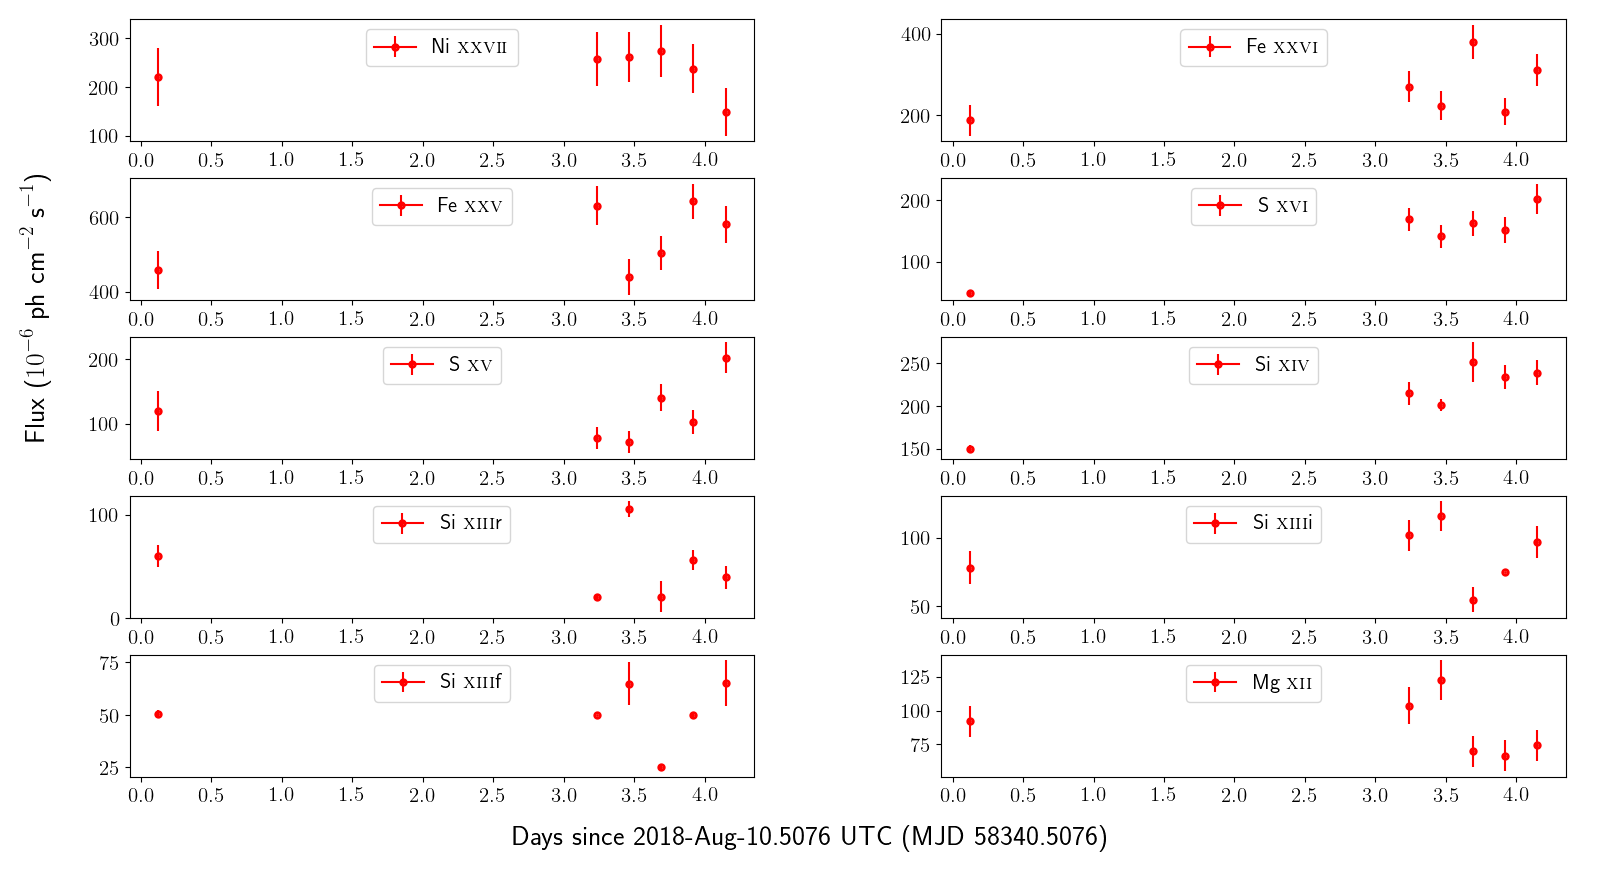 Flux (10−6 ph cm−2 s−1)
300
200
100
Ni XXVII
0.0 0.5 1.0 1.5 2.0 2.5 3.0 3.5 4.0
400
200
Fe XXVI
0.0 0.5 1.0 1.5 2.0 2.5 3.0 3.5 4.0
600
400
Fe XXV
0.0 0.5 1.0 1.5 2.0 2.5 3.0 3.5 4.0
200
100
S XVI
0.0 0.5 1.0 1.5 2.0 2.5 3.0 3.5 4.0
200
100
S XV
0.0 0.5 1.0 1.5 2.0 2.5 3.0 3.5 4.0
250
200
150
Si XIV
0.0 0.5 1.0 1.5 2.0 2.5 3.0 3.5 4.0
100
0
Si XIIIr
0.0 0.5 1.0 1.5 2.0 2.5 3.0 3.5 4.0
100
50
Si XIIIi
0.0 0.5 1.0 1.5 2.0 2.5 3.0 3.5 4.0
75
50
25
Si XIIIf
0.0 0.5 1.0 1.5 2.0 2.5 3.0 3.5 4.0
125
100
75
Mg XII
0.0 0.5 1.0 1.5 2.0 2.5 3.0 3.5 4.0
Days since 2018-Aug-10.5076 UTC (MJD 58340.5076)